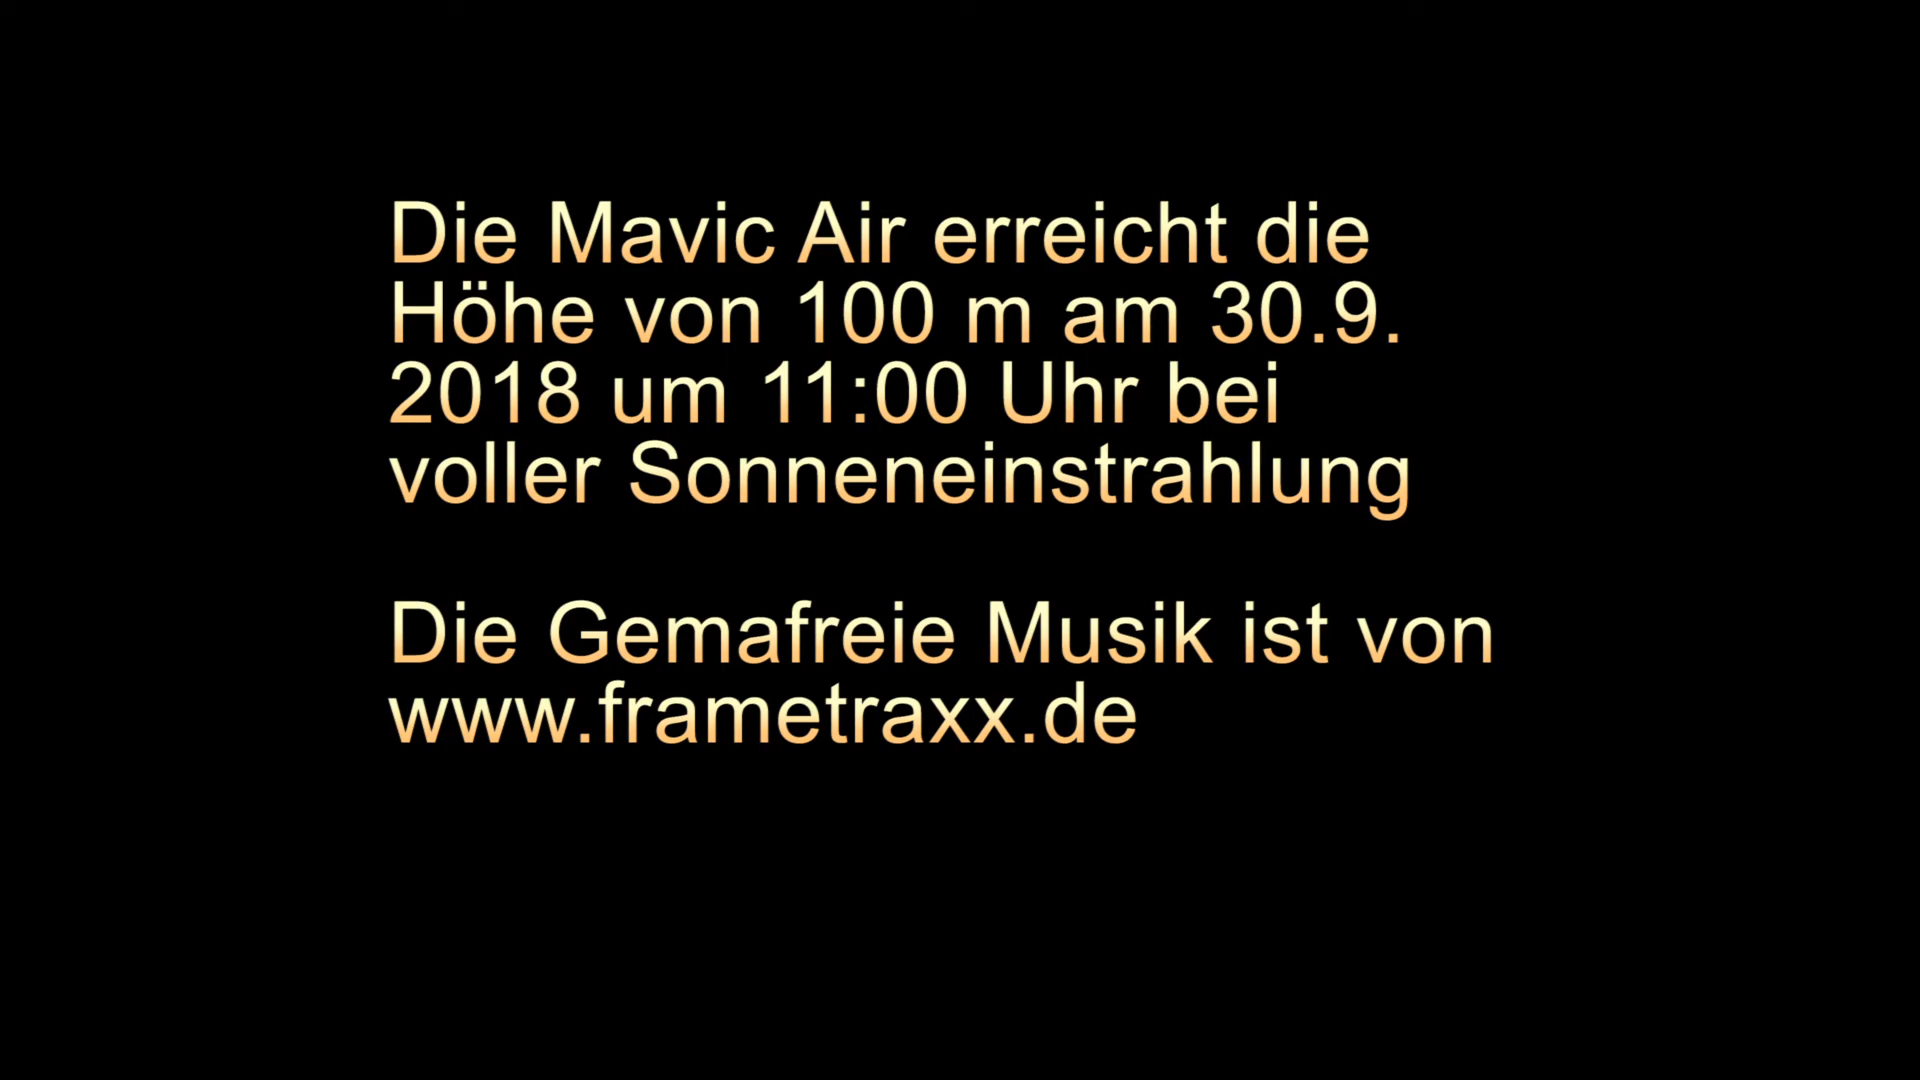 Die Mavic Air erreicht die
Höhe von 100 m am 30.9.
2018 um 11:00 Uhr bei
voller Sonneneinstrahlung
Die Gemafreie Musik ist von
www.frametraxx.de